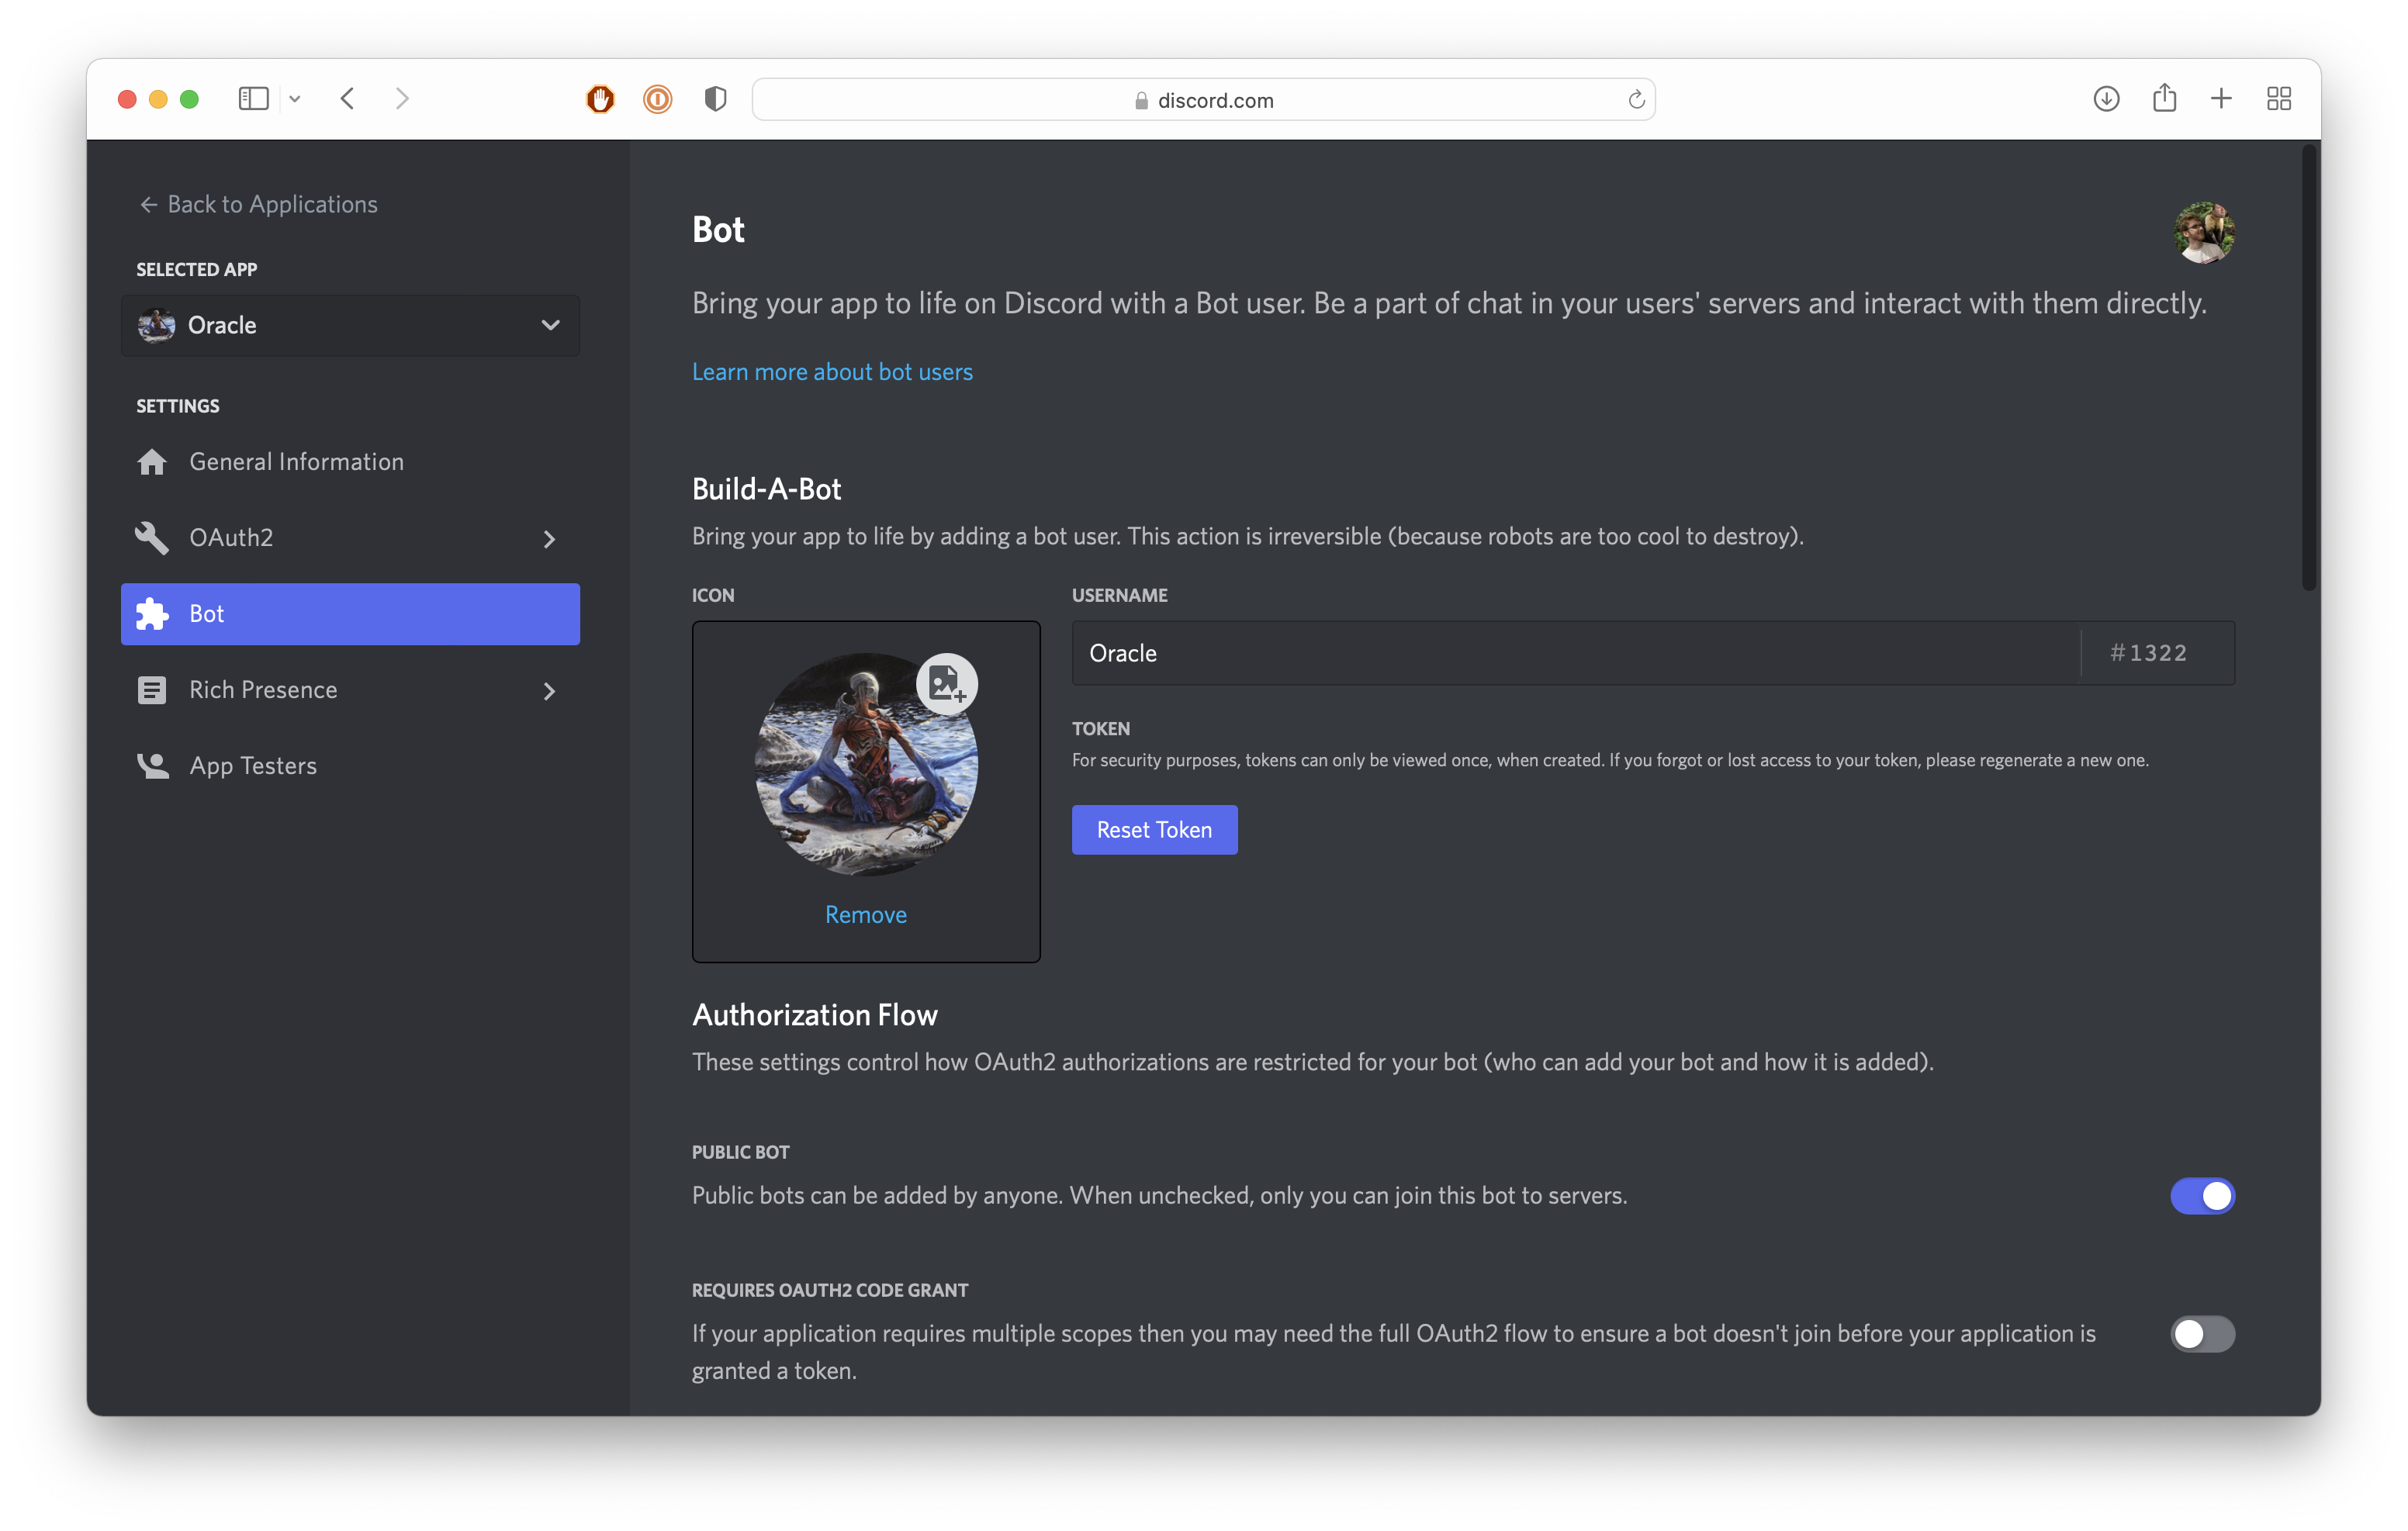 discord.com
← Back to Applications
SELECTED APP
Oracle
SETTINGS
General Information
OAuth2
Bot
Rich Presence
App Testers
Bot
Bring your app to life on Discord with a Bot user. Be a part of chat in your users' servers and interact with them directly.
Learn more about bot users
Build-A-Bot
Bring your app to life by adding a bot user. This action is irreversible (because robots are too cool to destroy).
ICON
Remove
USERNAME
Oracle #1322
TOKEN
For security purposes, tokens can only be viewed once, when created. If you forgot or lost access to your token, please regenerate a new one.
Reset Token
Authorization Flow
These settings control how OAuth2 authorizations are restricted for your bot (who can add your bot and how it is added).
PUBLIC BOT
Public bots can be added by anyone. When unchecked, only you can join this bot to servers.
REQUIRES OAUTH2 CODE GRANT
If your application requires multiple scopes then you may need the full OAuth2 flow to ensure a bot doesn't join before your application is
granted a token.